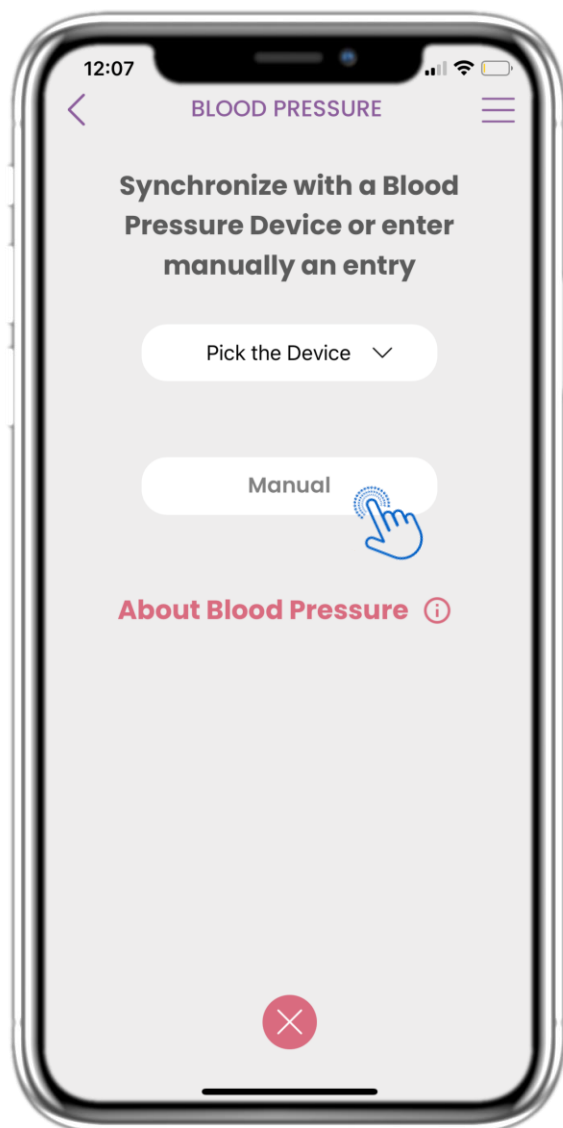 12:07
BLOOD PRESSURE
Synchronize with a Blood
Pressure Device or enter
manually an entry
Pick the Device
Manual
About Blood Pressure